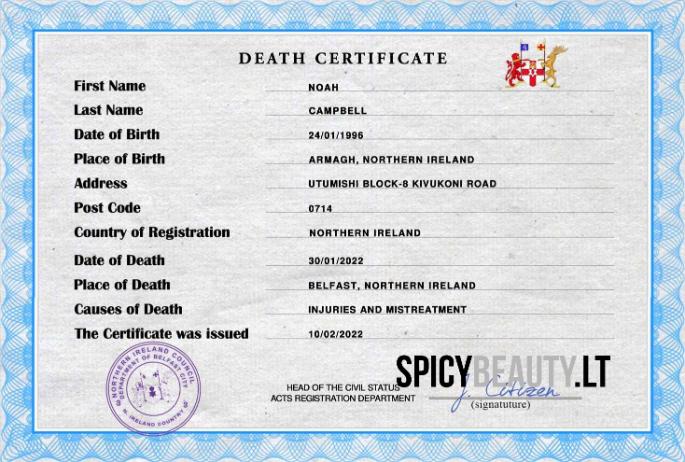 DEATH CERTIFICATE
First Name NOAH
Last Name CAMPBELL
Date of Birth 24/01/1996
Place of Birth ARMAGH, NORTHERN IRELAND
Address UTUMISHI BLOCK-8 KIVUKONI ROAD
Post Code 0714
Country of Registration NORTHERN IRELAND
Date of Death 30/01/2022
Place of Death BELFAST, NORTHERN IRELAND
Causes of Death INJURIES AND MISTREATMENT
The Certificate was issued 10/02/2022
NORTHERN IRELAND COUNCIL
DEPARTMENT OF BELFAST CITY
N. IRELAND COUNTRY
SPICYBEAUTY.LT
HEAD OF THE CIVIL STATUS
ACTS REGISTRATION DEPARTMENT
J. Citizen
(signatuture)